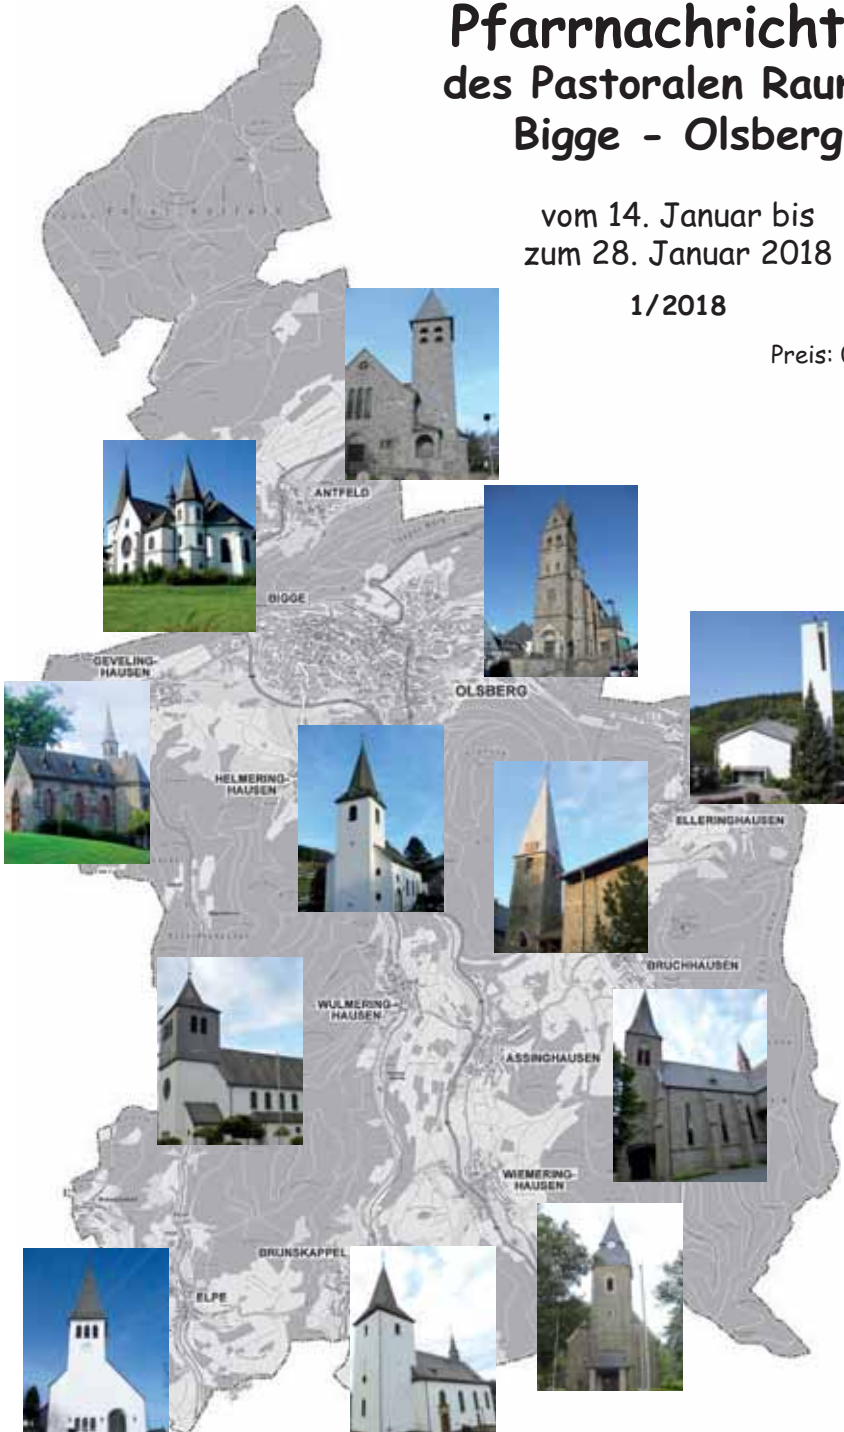 Pfarrnachricht
des Pastoralen Raum
Bigge - Olsberg
vom 14. Januar bis
zum 28. Januar 2018
1/2018
Preis:
ANTFELD
BIGGE
GEVELING-
HAUSEN
OLSBERG
HELMERING-
HAUSEN
ELLERINGHAUSEN
BRUCHHAUSEN
WULMERING-
HAUSEN
ASSINGHAUSEN
WIEMERING-
HAUSEN
BRUNSKAPPEL
ELPE